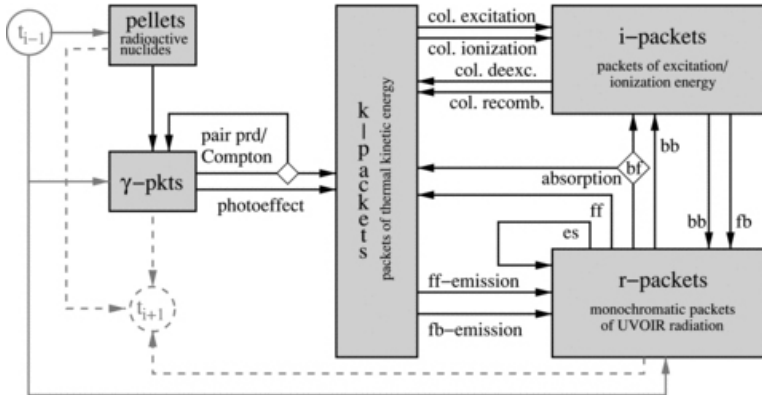 t i−1
pellets
radioactive
nuclides
pair prd/
Compton
γ−pkts
photoeffect
t i+1
k−packets
packets of thermal kinetic energy
col. excitation
col. ionization
col. deexc.
col. recomb.
i−packets
packets of excitation/
ionization energy
absorption
bf
bb
ff
es
bb
fb
ff−emission
fb−emission
r−packets
monochromatic packets
of UVOIR radiation